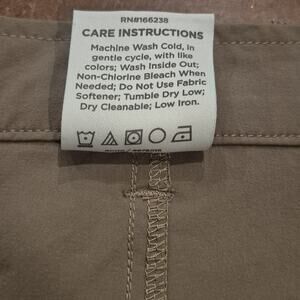 RN#166238
CARE INSTRUCTIONS
Machine Wash Cold, in
gentle cycle, with like
colors; Wash Inside Out;
Non-Chlorine Bleach When
Needed; Do Not Use Fabric
Softener; Tumble Dry Low;
Dry Cleanable; Low Iron.